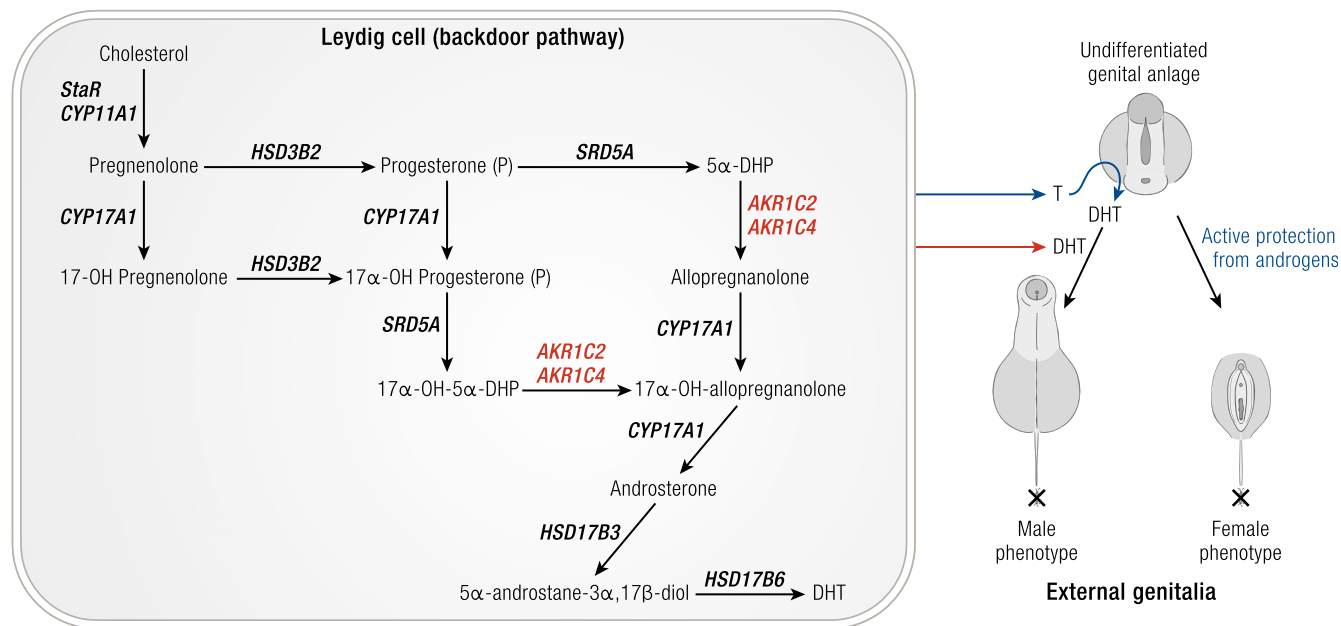 Leydig cell (backdoor pathway)
Cholesterol
StaR
CYP11A1
Pregnenolone
HSD3B2
Progesterone (P)
SRD5A
5α-DHP
CYP17A1
CYP17A1
AKR1C2
AKR1C4
17-OH Pregnenolone
HSD3B2
17α-OH Progesterone (P)
Allopregnanolone
SRD5A
CYP17A1
AKR1C2
AKR1C4
17α-OH-5α-DHP
17α-OH-allopregnanolone
CYP17A1
Androsterone
HSD17B3
5α-androstane-3α,17β-diol
HSD17B6
DHT
Undifferentiated
genital anlage
T
DHT
DHT
Active protection
from androgens
Male
phenotype
Female
phenotype
External genitalia